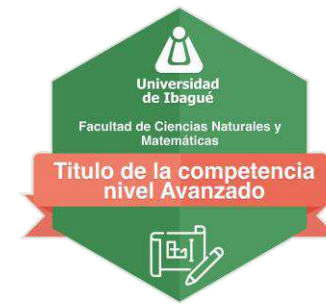 Universidad
de Ibagué
Facultad de Ciencias Naturales y
Matemáticas
Titulo de la competencia
nivel Avanzado